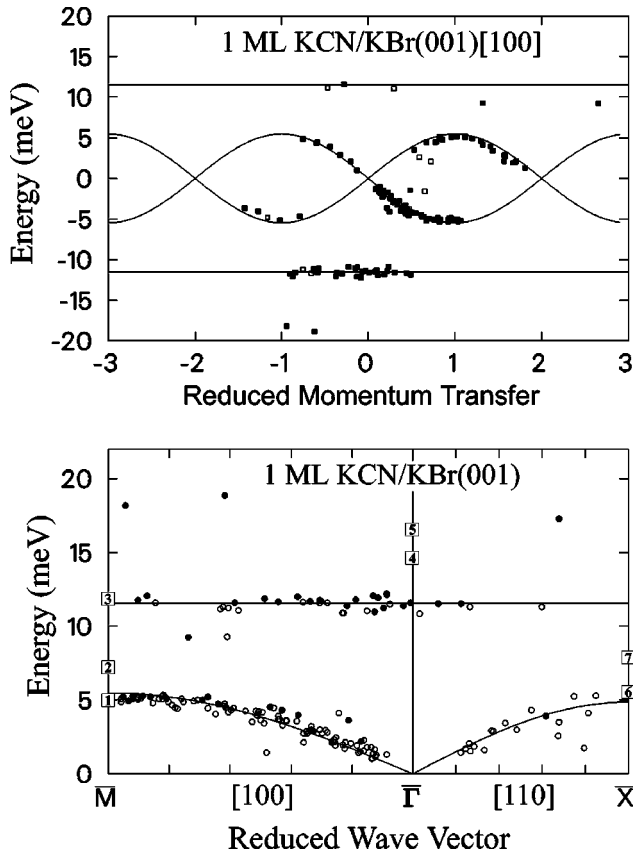 1 ML KCN/KBr(001)[100]
20
15
10
5
0
-5
-10
-15
-20
Energy (meV)
-3 -2 -1 0 1 2 3
Reduced Momentum Transfer
1 ML KCN/KBr(001)
20
15
10
5
0
Energy (meV)
5
4
3
2
1
7
6
M̅ [100] Γ̅ [110] X̅
Reduced Wave Vector